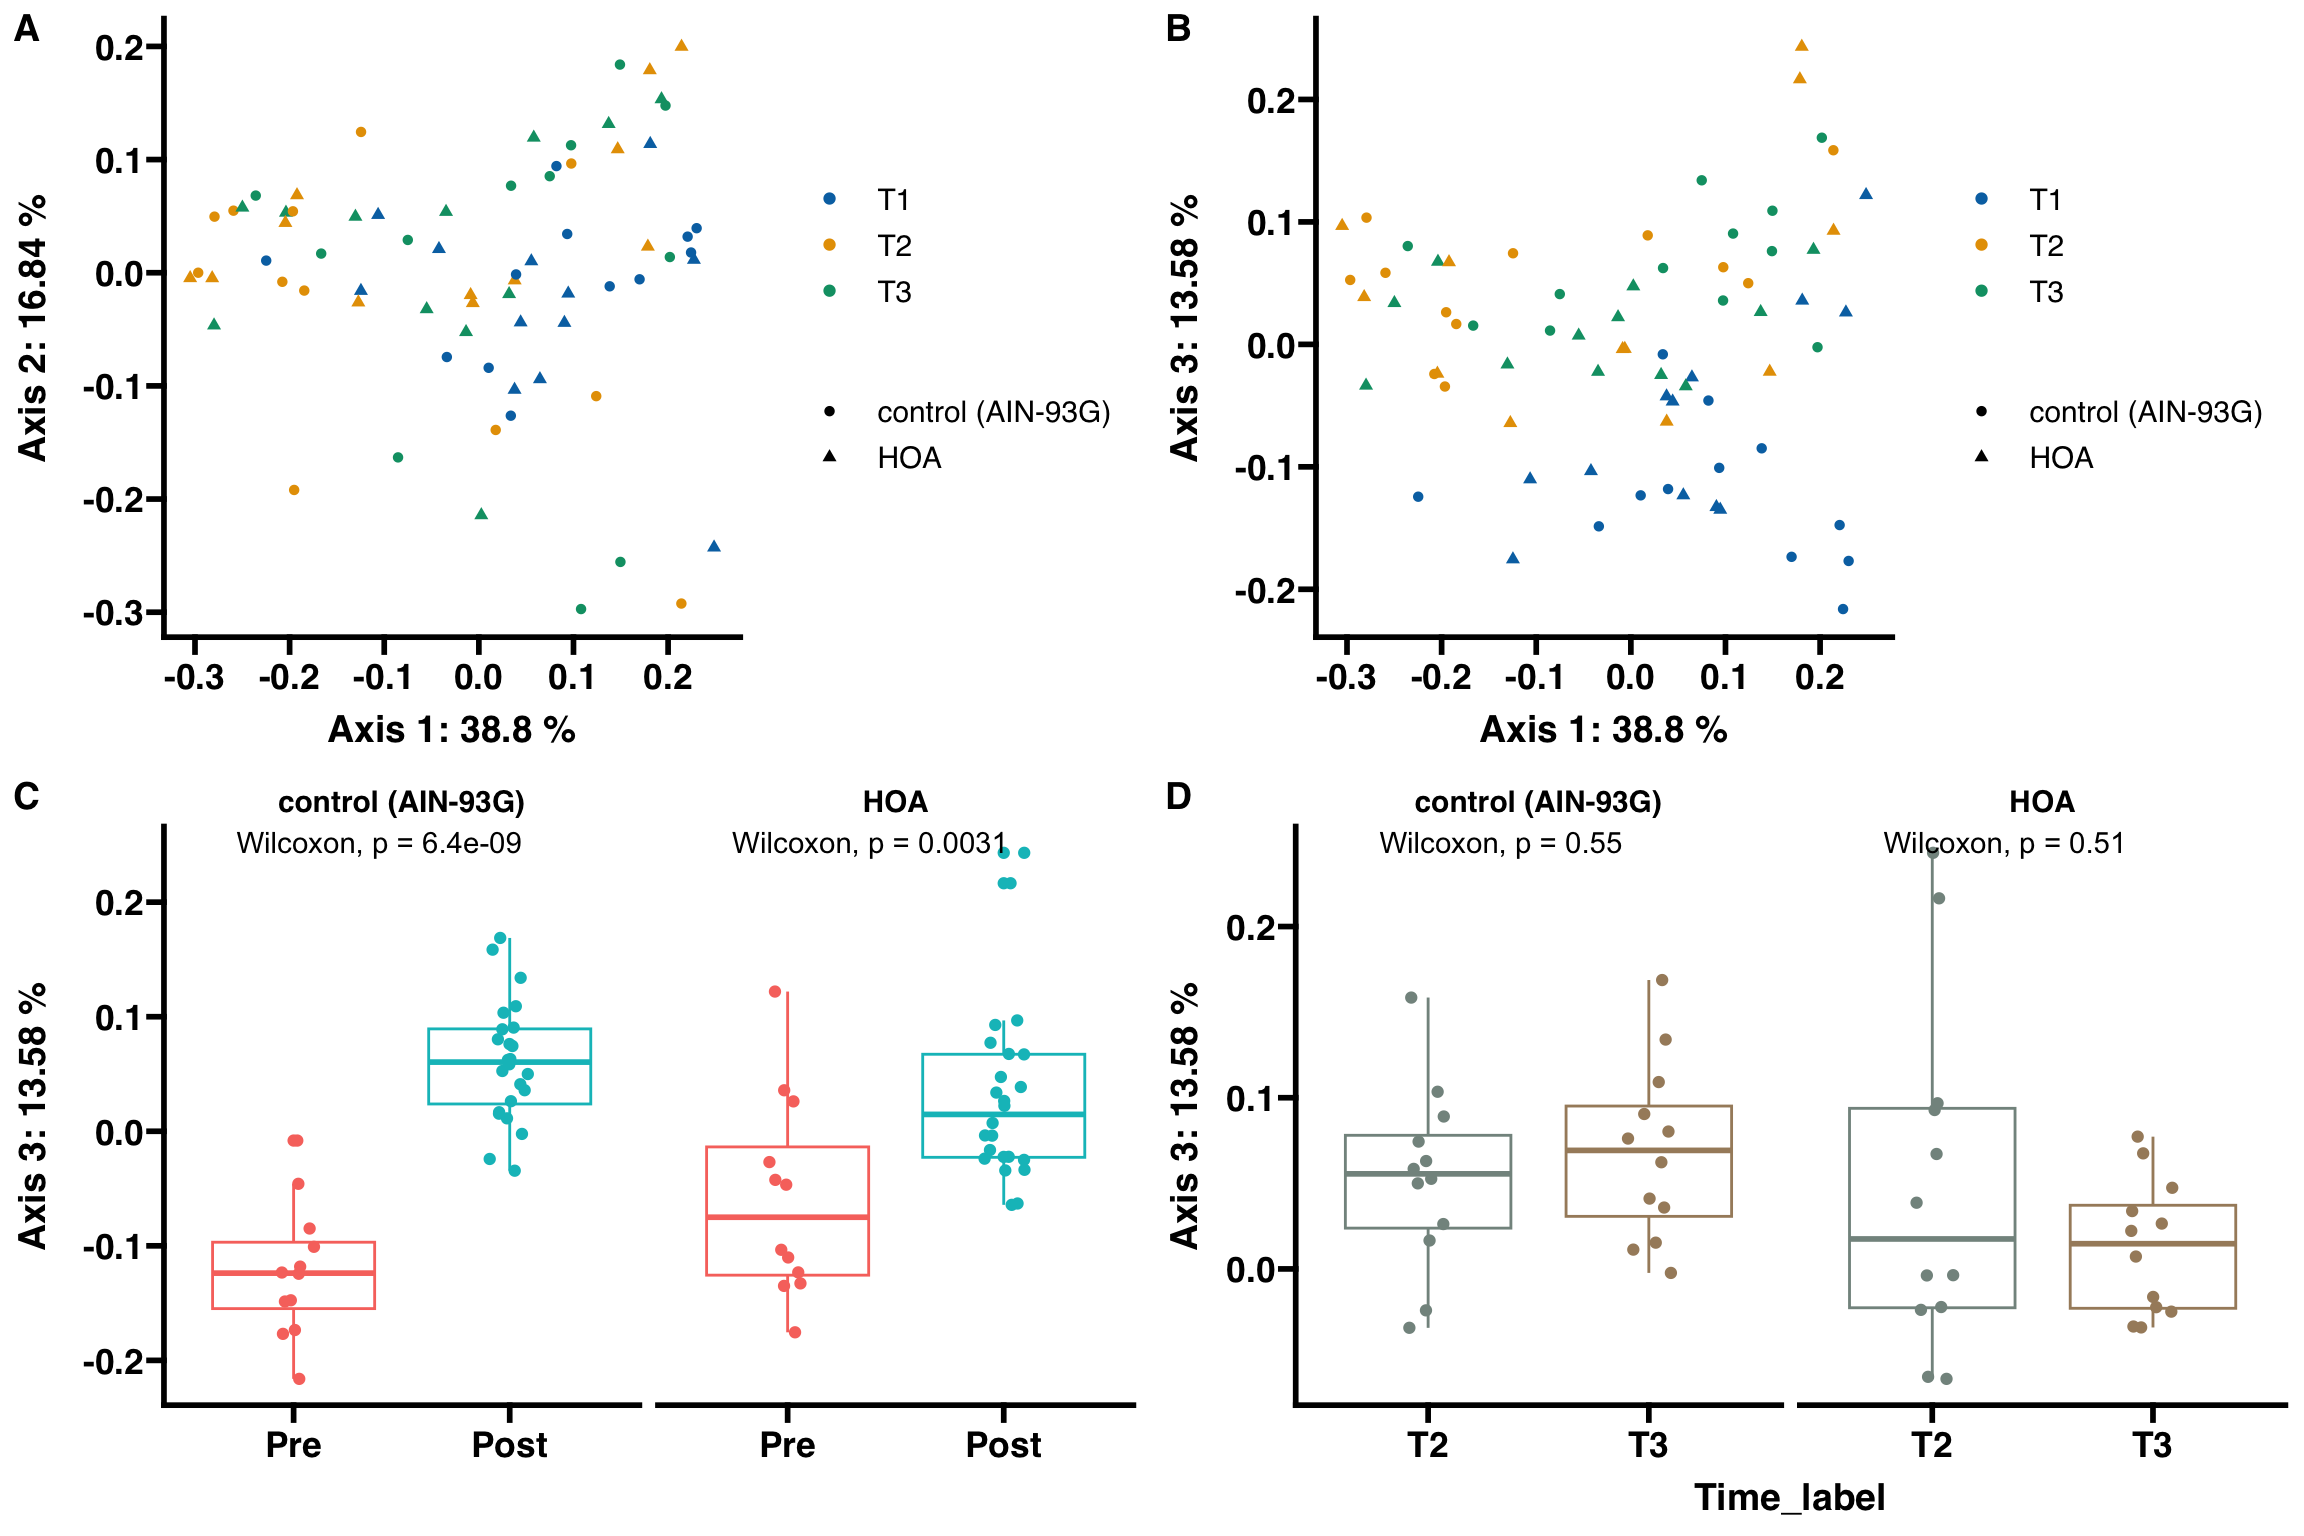 A
0.2
0.1
0.0
-0.1
-0.2
-0.3
Axis 2: 16.84 %
-0.3 -0.2 -0.1 0.0 0.1 0.2
Axis 1: 38.8 %
T1
T2
T3
control (AIN-93G)
HOA
B
0.2
0.1
0.0
-0.1
-0.2
Axis 3: 13.58 %
-0.3 -0.2 -0.1 0.0 0.1 0.2
Axis 1: 38.8 %
T1
T2
T3
control (AIN-93G)
HOA
C
control (AIN-93G) HOA
Wilcoxon, p = 6.4e-09 Wilcoxon, p = 0.0031
0.2
0.1
0.0
-0.1
-0.2
Axis 3: 13.58 %
Pre Post Pre Post
D
control (AIN-93G) HOA
Wilcoxon, p = 0.55 Wilcoxon, p = 0.51
0.2
0.1
0.0
Axis 3: 13.58 %
T2 T3 T2 T3
Time_label